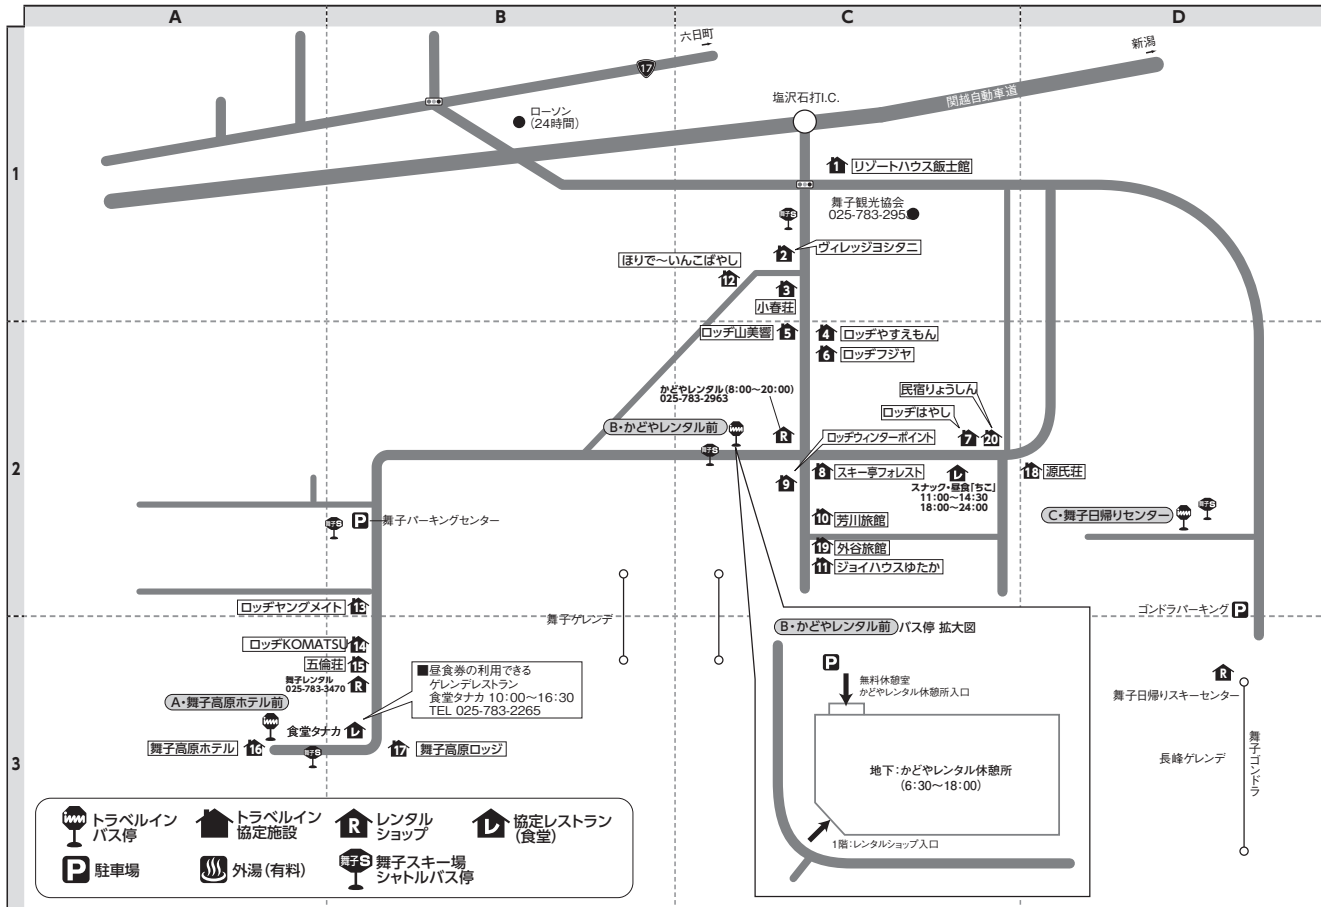 A
B
C
D
1
2
3
六日町
17
新潟
関越自動車道
塩沢石打I.C.
ローソン
(24時間)
1
リゾートハウス飯士館
舞子観光協会
025-783-295
舞子S
2
ヴィレッジヨシタニ
ほりで〜いんこばやし
12
3
小春荘
ロッヂ山美響
5
4
ロッヂやすえもん
6
ロッヂフジヤ
かどやレンタル(8:00〜20:00)
025-783-2963
民宿りょうしん
ロッヂはやし
B・かどやレンタル前
R
ロッヂウィンターポイント
7
20
舞子S
9
8
スキー亭フォレスト
レ
18
源氏荘
スナック・昼食「ちこ」
11:00〜14:30
18:00〜24:00
舞子S
P
舞子パーキングセンター
10
芳川旅館
C・舞子日帰りセンター
舞子S
19
外谷旅館
11
ジョイハウスゆたか
ロッヂヤングメイト
13
舞子ゲレンデ
ゴンドラパーキング
P
ロッヂKOMATSU
14
五倫荘
15
舞子レンタル
025-783-3470
R
■昼食券の利用できる
ゲレンデレストラン
食堂タナカ 10:00〜16:30
TEL 025-783-2265
A・舞子高原ホテル前
食堂タナカ
レ
舞子高原ホテル
16
舞子S
17
舞子高原ロッジ
B・かどやレンタル前
バス停 拡大図
P
無料休憩室
かどやレンタル休憩所入口
地下:かどやレンタル休憩所
(6:30〜18:00)
1階:レンタルショップ入口
R
舞子日帰りスキーセンター
長峰ゲレンデ
舞子ゴンドラ
トラベルイン
バス停
トラベルイン
協定施設
R
レンタル
ショップ
レ
協定レストラン
(食堂)
P
駐車場
外湯(有料)
舞子S
舞子スキー場
シャトルバス停